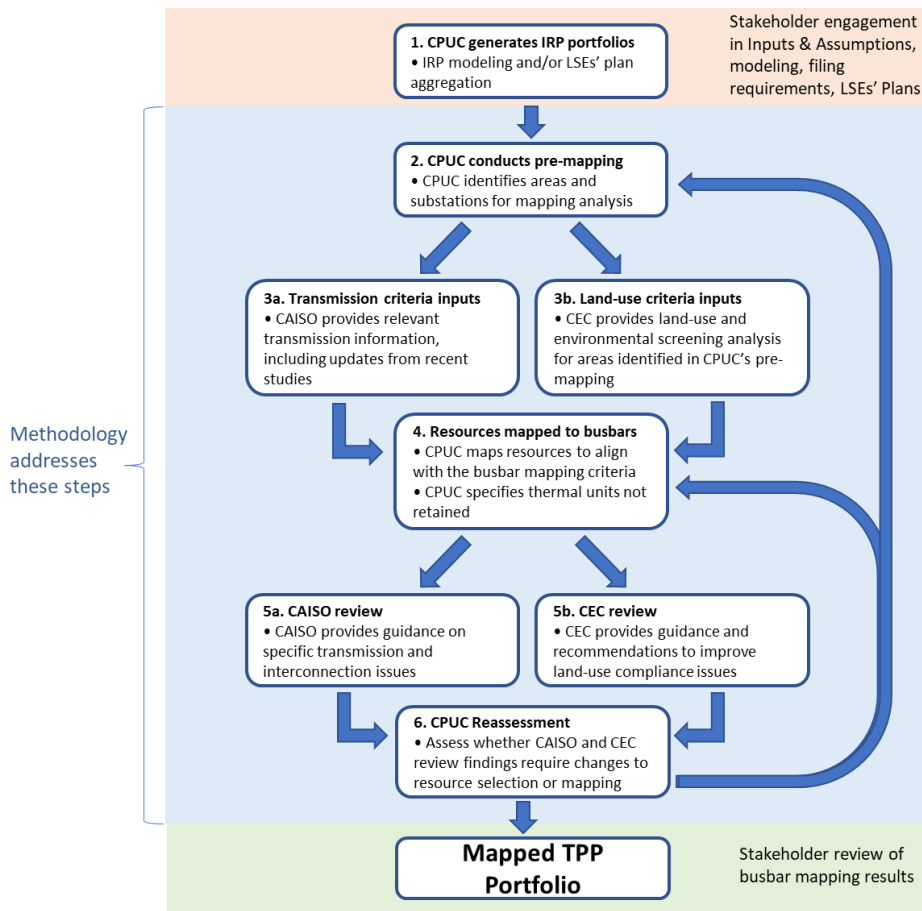 Stakeholder engagement
in Inputs & Assumptions,
modeling, filing
requirements, LSEs' Plans
1. CPUC generates IRP portfolios
• IRP modeling and/or LSEs' plan
aggregation
2. CPUC conducts pre-mapping
• CPUC identifies areas and
substations for mapping analysis
3a. Transmission criteria inputs
• CAISO provides relevant
transmission information,
including updates from recent
studies
3b. Land-use criteria inputs
• CEC provides land-use and
environmental screening analysis
for areas identified in CPUC's pre-
mapping
Methodology
addresses
these steps
4. Resources mapped to busbars
• CPUC maps resources to align
with the busbar mapping criteria
• CPUC specifies thermal units not
retained
5a. CAISO review
• CAISO provides guidance on
specific transmission and
interconnection issues
5b. CEC review
• CEC provides guidance and
recommendations to improve
land-use compliance issues
6. CPUC Reassessment
• Assess whether CAISO and CEC
review findings require changes to
resource selection or mapping
Mapped TPP
Portfolio
Stakeholder review of
busbar mapping results